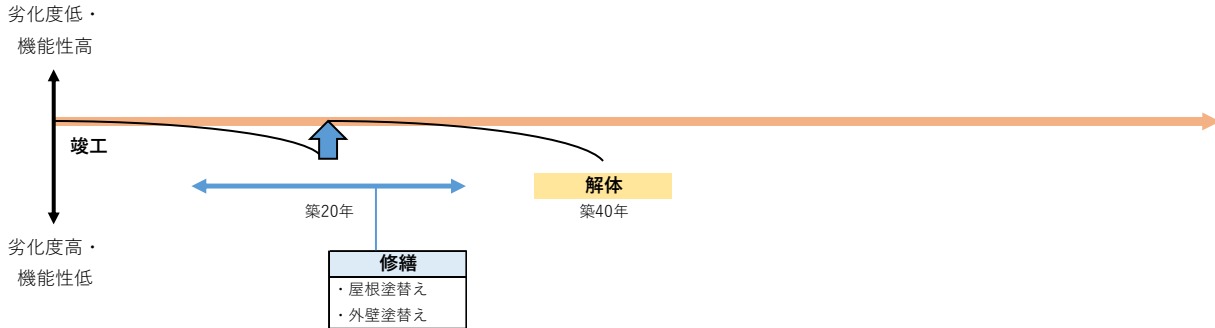 劣化度低・
機能性高
竣工
解体
築20年
築40年
劣化度高・
機能性低
修繕
・屋根塗替え
・外壁塗替え